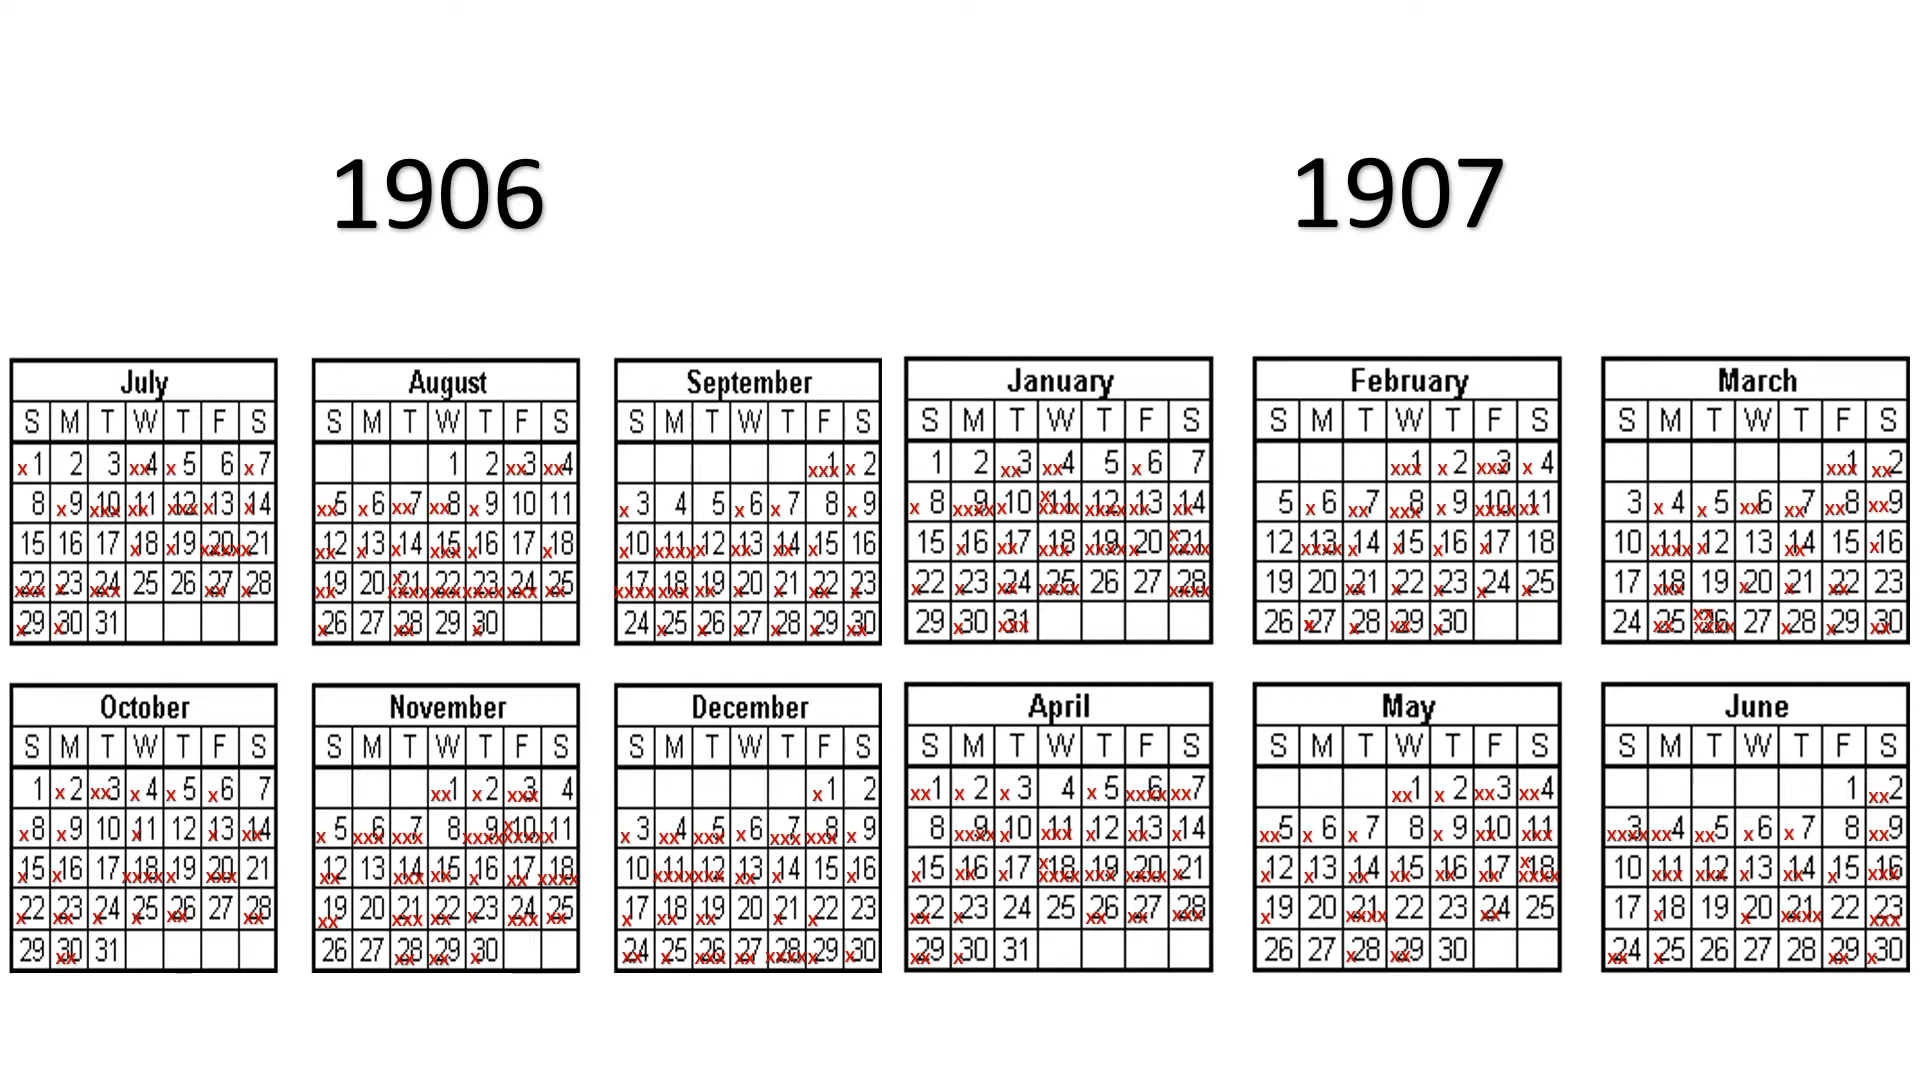 1906
1907
July
S M T W T F S
1 2 3 4 5 6 7
8 9 10 11 12 13 14
15 16 17 18 19 20 21
22 23 24 25 26 27 28
29 30 31
August
S M T W T F S
1 2 3 4
5 6 7 8 9 10 11
12 13 14 15 16 17 18
19 20 21 22 23 24 25
26 27 28 29 30
September
S M T W T F S
1 2
3 4 5 6 7 8 9
10 11 12 13 14 15 16
17 18 19 20 21 22 23
24 25 26 27 28 29 30
January
S M T W T F S
1 2 3 4 5 6 7
8 9 10 11 12 13 14
15 16 17 18 19 20 21
22 23 24 25 26 27 28
29 30 31
February
S M T W T F S
1 2 3 4
5 6 7 8 9 10 11
12 13 14 15 16 17 18
19 20 21 22 23 24 25
26 27 28 29 30
March
S M T W T F S
1 2
3 4 5 6 7 8 9
10 11 12 13 14 15 16
17 18 19 20 21 22 23
24 25 26 27 28 29 30
October
S M T W T F S
1 2 3 4 5 6 7
8 9 10 11 12 13 14
15 16 17 18 19 20 21
22 23 24 25 26 27 28
29 30 31
November
S M T W T F S
1 2 3 4
5 6 7 8 9 10 11
12 13 14 15 16 17 18
19 20 21 22 23 24 25
26 27 28 29 30
December
S M T W T F S
1 2
3 4 5 6 7 8 9
10 11 12 13 14 15 16
17 18 19 20 21 22 23
24 25 26 27 28 29 30
April
S M T W T F S
1 2 3 4 5 6 7
8 9 10 11 12 13 14
15 16 17 18 19 20 21
22 23 24 25 26 27 28
29 30 31
May
S M T W T F S
1 2 3 4
5 6 7 8 9 10 11
12 13 14 15 16 17 18
19 20 21 22 23 24 25
26 27 28 29 30
June
S M T W T F S
1 2
3 4 5 6 7 8 9
10 11 12 13 14 15 16
17 18 19 20 21 22 23
24 25 26 27 28 29 30